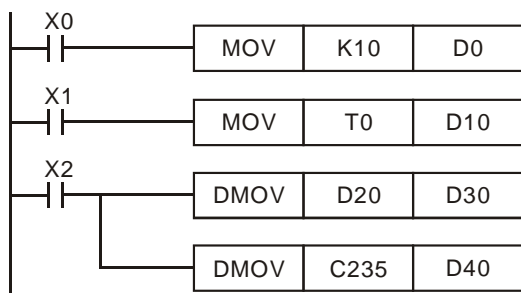 X0
MOV K10 D0
X1
MOV T0 D10
X2
DMOV D20 D30
DMOV C235 D40